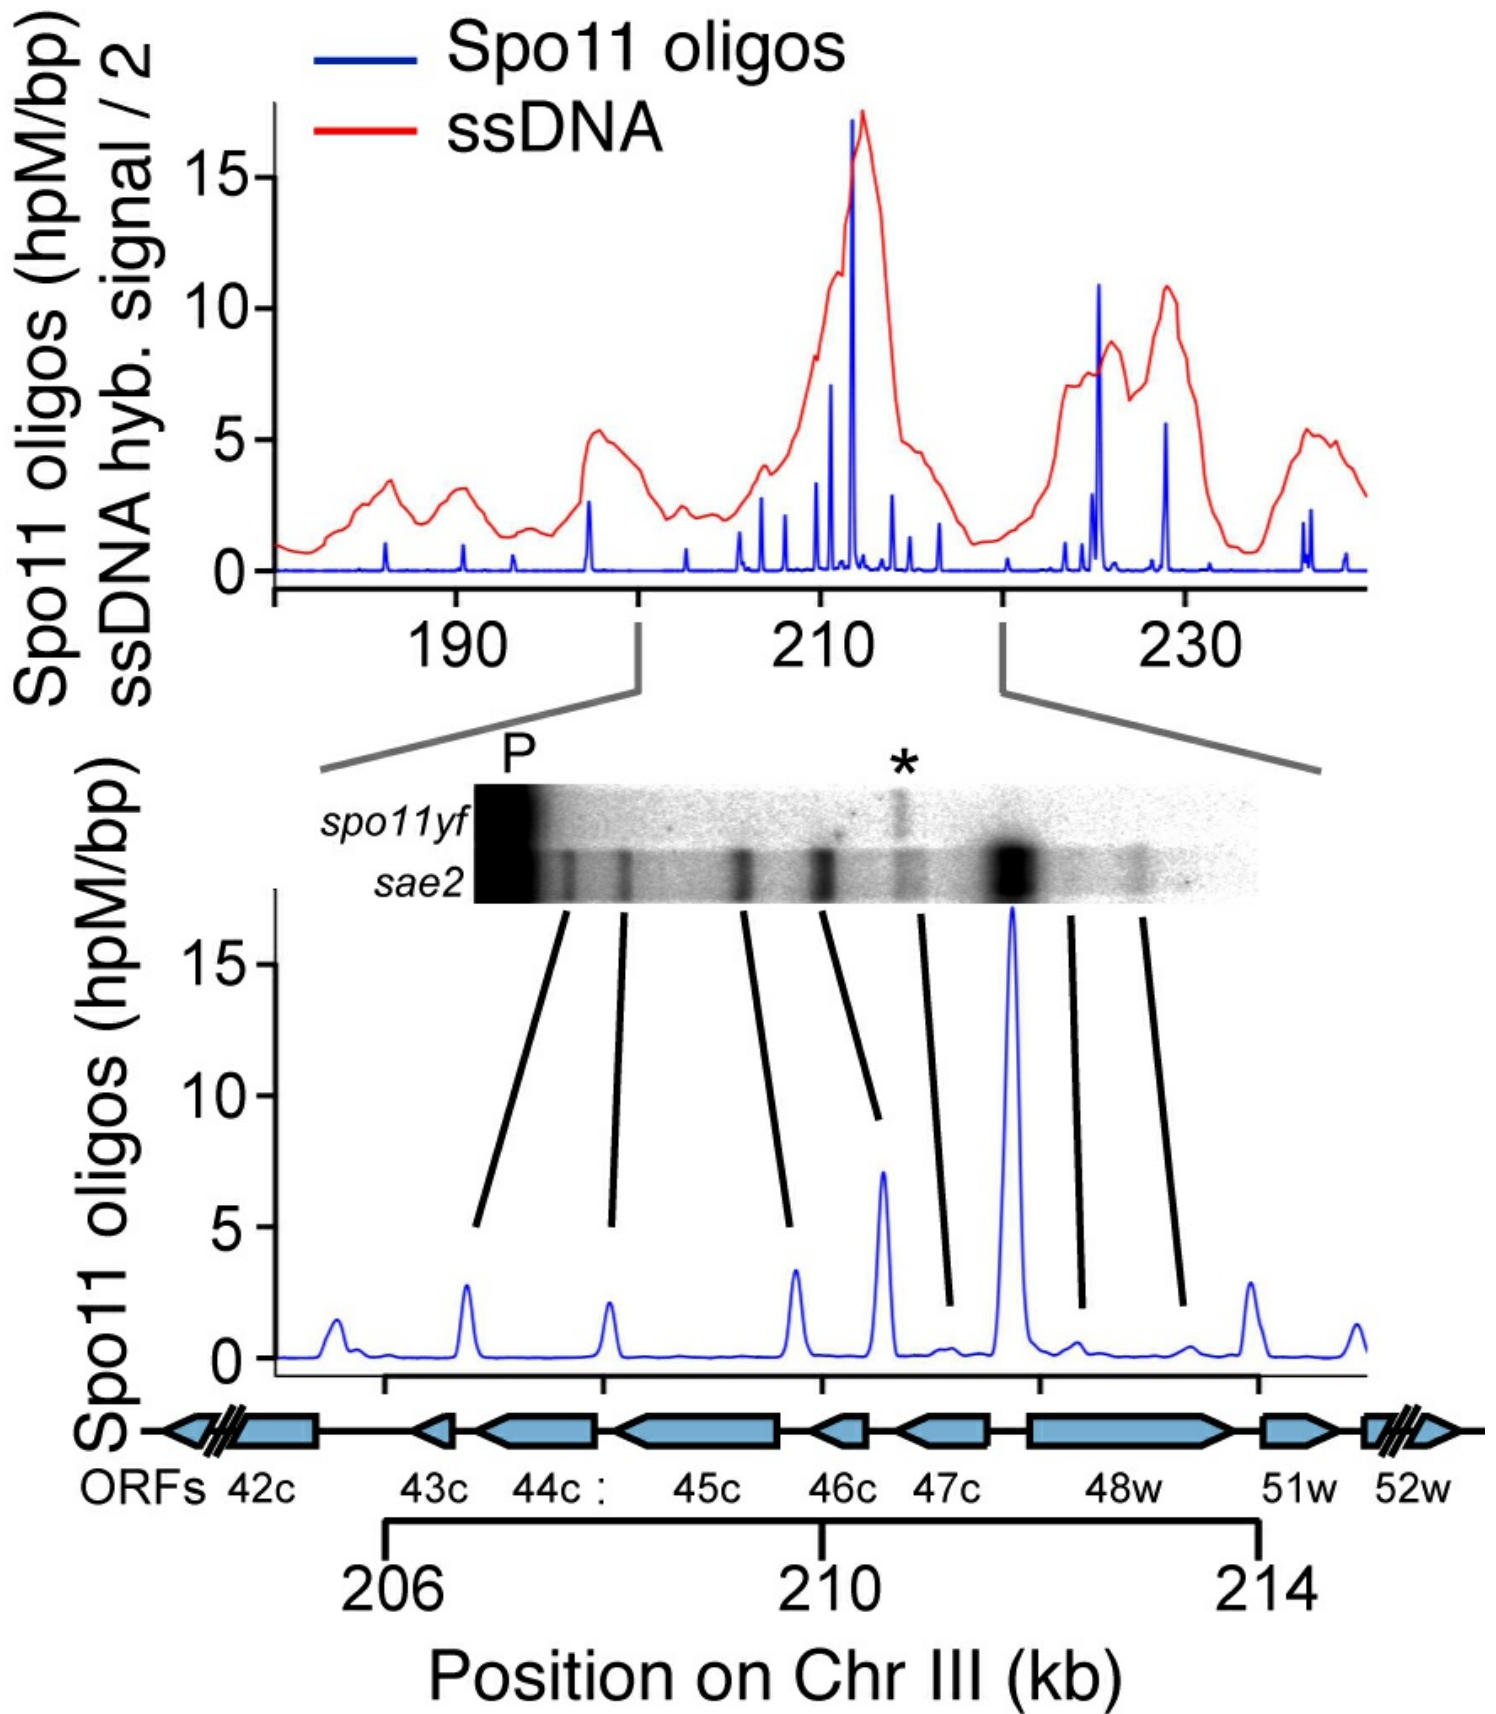 Spo11 oligos (hpM/bp)
ssDNA hyb. signal / 2
Spo11 oligos
ssDNA
15
10
5
0
190
210
230
P
*
spo11yf
sae2
Spo11 oligos (hpM/bp)
15
10
5
0
ORFs 42c 43c 44c : 45c 46c 47c 48w 51w 52w
206
210
214
Position on Chr III (kb)